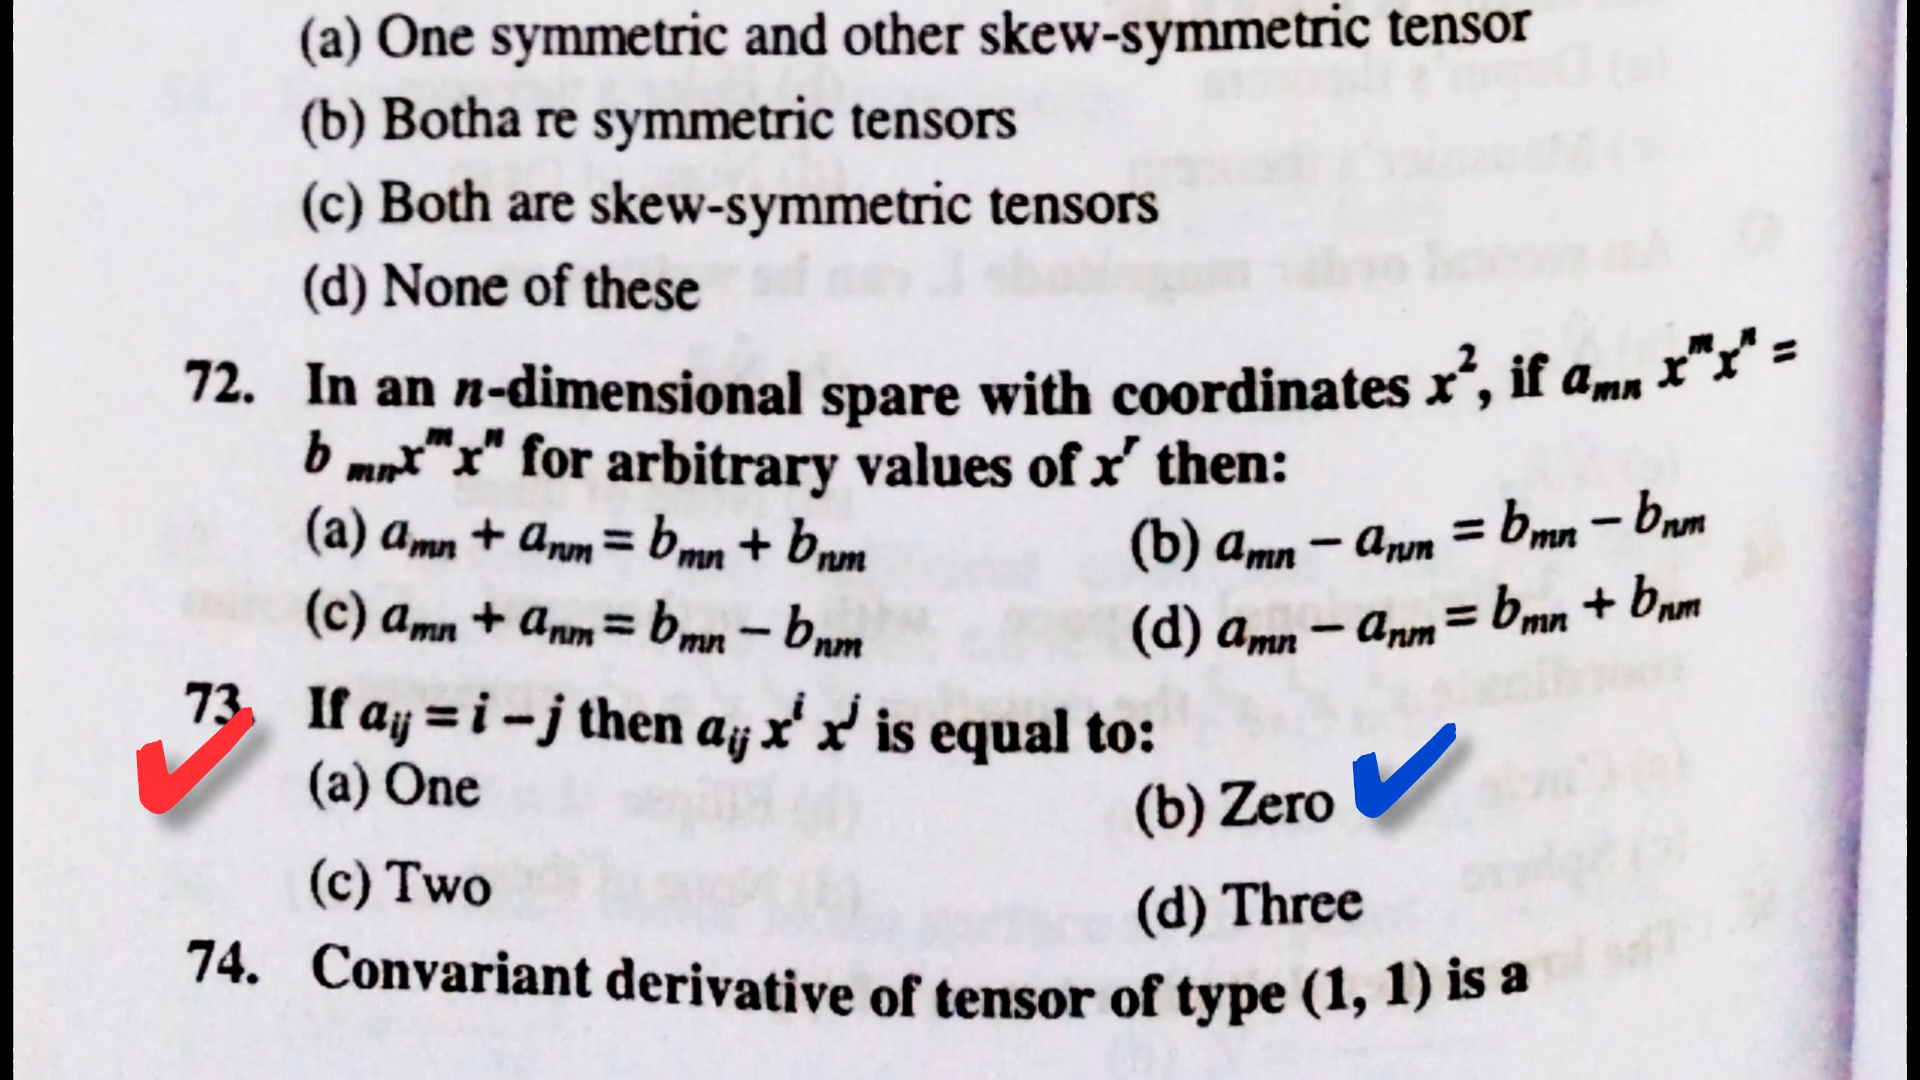 (a) One symmetric and other skew-symmetric tensor
(b) Botha re symmetric tensors
(c) Both are skew-symmetric tensors
(d) None of these
72. In an n-dimensional spare with coordinates x², if aₘₙ xᵐxⁿ =
b ₘₙxᵐxⁿ for arbitrary values of xʳ then:
(a) aₘₙ + aₙₘ = bₘₙ + bₙₘ (b) aₘₙ − aₙₘ = bₘₙ − bₙₘ
(c) aₘₙ + aₙₘ = bₘₙ − bₙₘ (d) aₘₙ − aₙₘ = bₘₙ + bₙₘ
73. If aᵢⱼ = i − j then aᵢⱼ xⁱ xʲ is equal to:
(a) One (b) Zero
(c) Two (d) Three
74. Convariant derivative of tensor of type (1, 1) is a